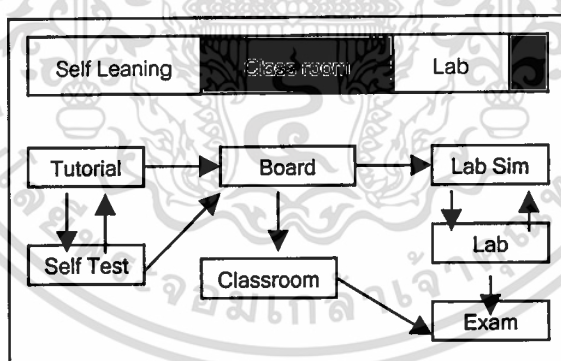 Self Leaning Class room Lab
Tutorial Board Lab Sim
Self Test Classroom Lab
Exam